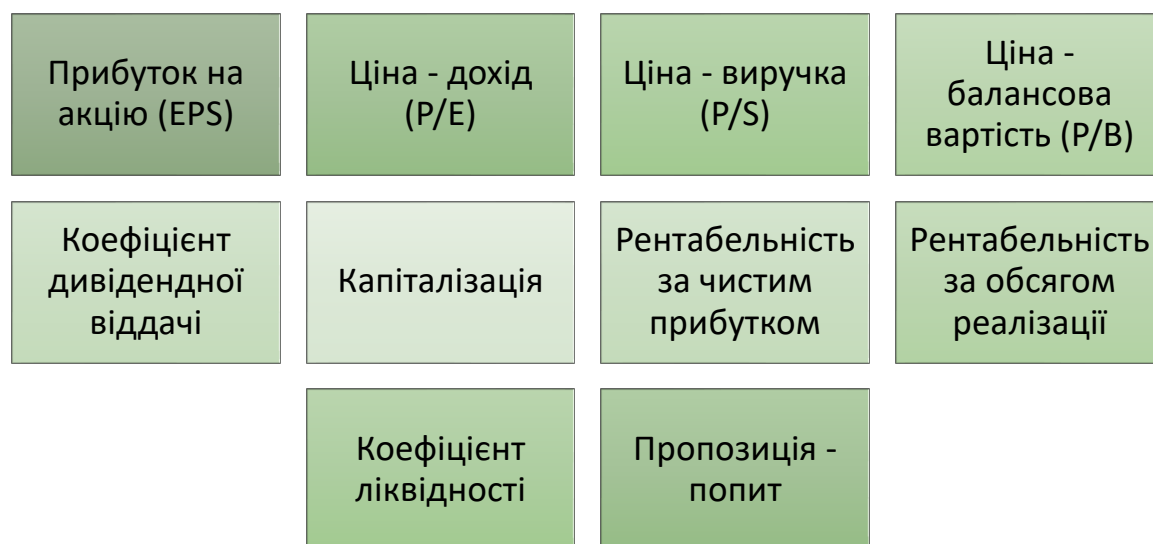 Прибуток на
акцію (EPS)
Ціна - дохід
(P/E)
Ціна - виручка
(P/S)
Ціна -
балансова
вартість (P/B)
Коефіцієнт
дивідендної
віддачі
Капіталізація
Рентабельність
за чистим
прибутком
Рентабельність
за обсягом
реалізації
Коефіцієнт
ліквідності
Пропозиція -
попит